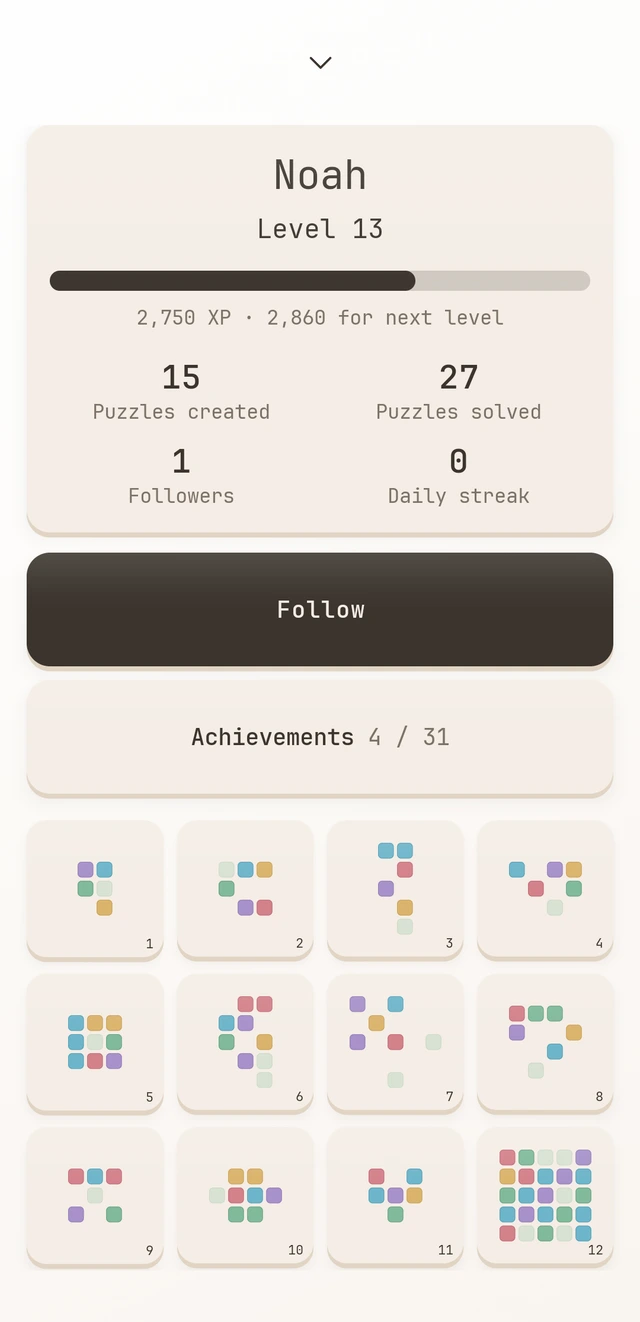 Noah
Level 13
2,750 XP · 2,860 for next level
15 27
Puzzles created Puzzles solved
1 0
Followers Daily streak
Follow
Achievements 4 / 31
1 2 3 4
5 6 7 8
9 10 11 12